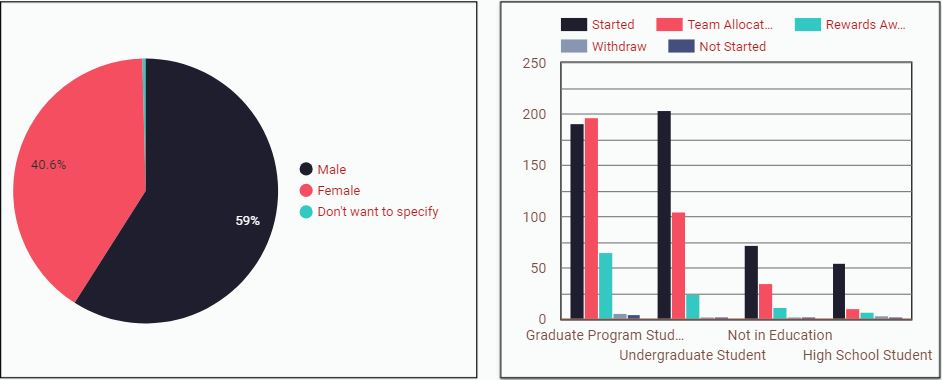 40.6%
59%
Male
Female
Don't want to specify
Started Team Allocat... Rewards Aw...
Withdraw Not Started
250
200
150
100
50
0
Graduate Program Stud... Not in Education
Undergraduate Student High School Student